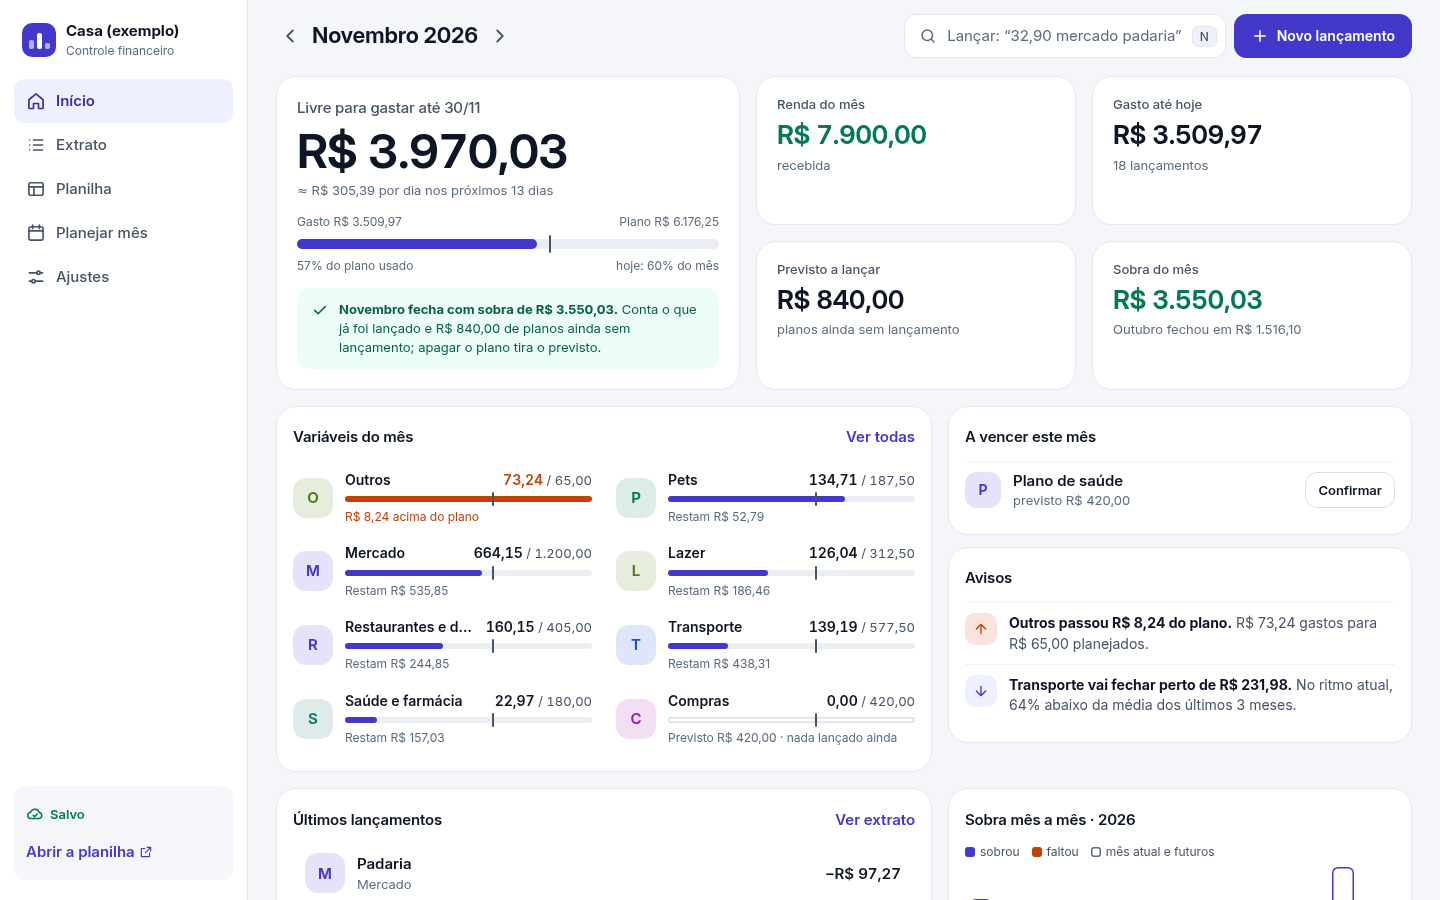 Casa (exemplo)
Controle financeiro
Início
Extrato
Planilha
Planejar mês
Ajustes
Salvo
Abrir a planilha
Novembro 2026
Lançar: “32,90 mercado padaria”
N
Novo lançamento
Livre para gastar até 30/11
R$ 3.970,03
≈ R$ 305,39 por dia nos próximos 13 dias
Gasto R$ 3.509,97
Plano R$ 6.176,25
57% do plano usado
hoje: 60% do mês
Novembro fecha com sobra de R$ 3.550,03. Conta o que
já foi lançado e R$ 840,00 de planos ainda sem
lançamento; apagar o plano tira o previsto.
Renda do mês
R$ 7.900,00
recebida
Gasto até hoje
R$ 3.509,97
18 lançamentos
Previsto a lançar
R$ 840,00
planos ainda sem lançamento
Sobra do mês
R$ 3.550,03
Outubro fechou em R$ 1.516,10
Variáveis do mês
Ver todas
O
Outros
73,24 / 65,00
R$ 8,24 acima do plano
P
Pets
134,71 / 187,50
Restam R$ 52,79
M
Mercado
664,15 / 1.200,00
Restam R$ 535,85
L
Lazer
126,04 / 312,50
Restam R$ 186,46
R
Restaurantes e d...
160,15 / 405,00
Restam R$ 244,85
T
Transporte
139,19 / 577,50
Restam R$ 438,31
S
Saúde e farmácia
22,97 / 180,00
Restam R$ 157,03
C
Compras
0,00 / 420,00
Previsto R$ 420,00 · nada lançado ainda
A vencer este mês
P
Plano de saúde
previsto R$ 420,00
Confirmar
Avisos
Outros passou R$ 8,24 do plano. R$ 73,24 gastos para
R$ 65,00 planejados.
Transporte vai fechar perto de R$ 231,98. No ritmo atual,
64% abaixo da média dos últimos 3 meses.
Últimos lançamentos
Ver extrato
M
Padaria
Mercado
−R$ 97,27
Sobra mês a mês · 2026
sobrou
faltou
mês atual e futuros